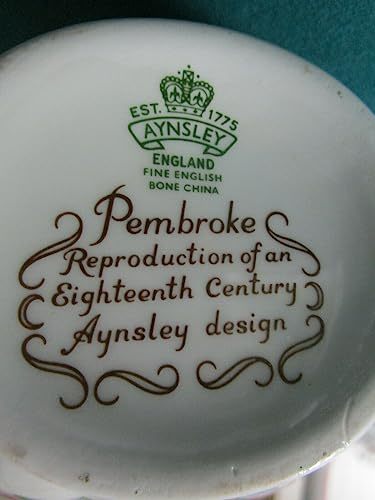 EST. 1775
AYNSLEY
ENGLAND
FINE ENGLISH
BONE CHINA
Pembroke
Reproduction of an
Eighteenth Century
Aynsley design